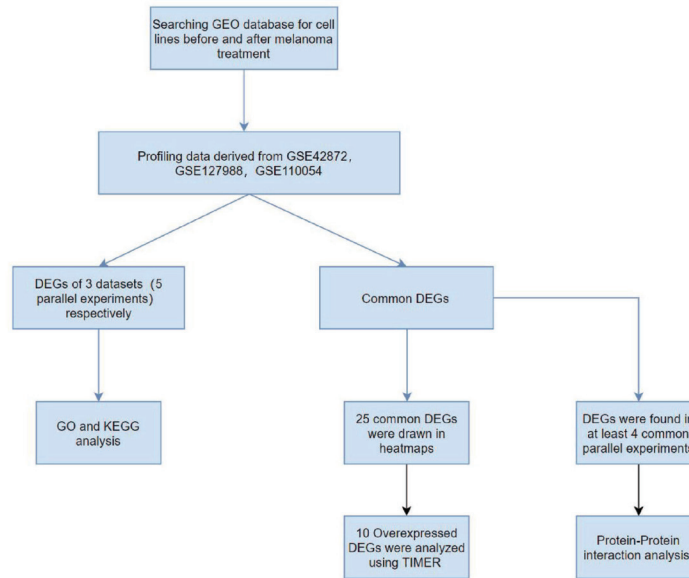 Searching GEO database for cell
lines before and after melanoma
treatment
Profiling data derived from GSE42872,
GSE127988, GSE110054
DEGs of 3 datasets (5
parallel experiments)
respectively
Common DEGs
GO and KEGG
analysis
25 common DEGs
were drawn in
heatmaps
DEGs were found in
at least 4 common
parallel experiments
10 Overexpressed
DEGs were analyzed
using TIMER
Protein-Protein
interaction analysis